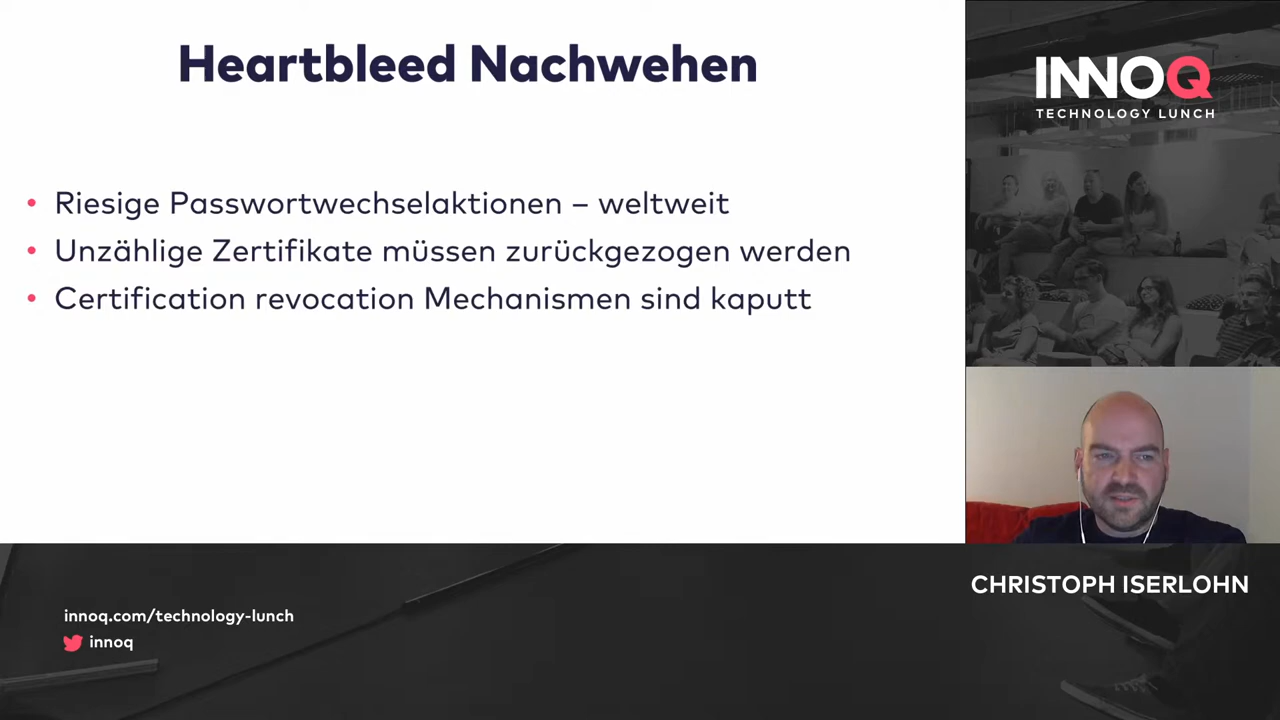 Heartbleed Nachwehen
• Riesige Passwortwechselaktionen – weltweit
• Unzählige Zertifikate müssen zurückgezogen werden
• Certification revocation Mechanismen sind kaputt
INNOQ
TECHNOLOGY LUNCH
CHRISTOPH ISERLOHN
innoq.com/technology-lunch
innoq